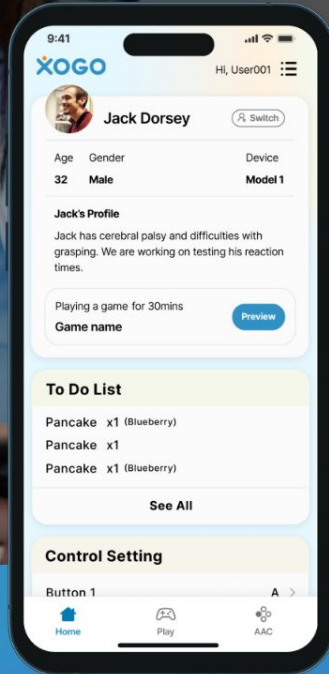 9:41
XOGO
Hi, User001
Jack Dorsey
Switch
Age Gender Device
32 Male Model 1
Jack's Profile
Jack has cerebral palsy and difficulties with
grasping. We are working on testing his reaction
times.
Playing a game for 30mins
Game name
Preview
To Do List
Pancake x1 (Blueberry)
Pancake x1
Pancake x1 (Blueberry)
See All
Control Setting
Button 1 A >
Home Play AAC